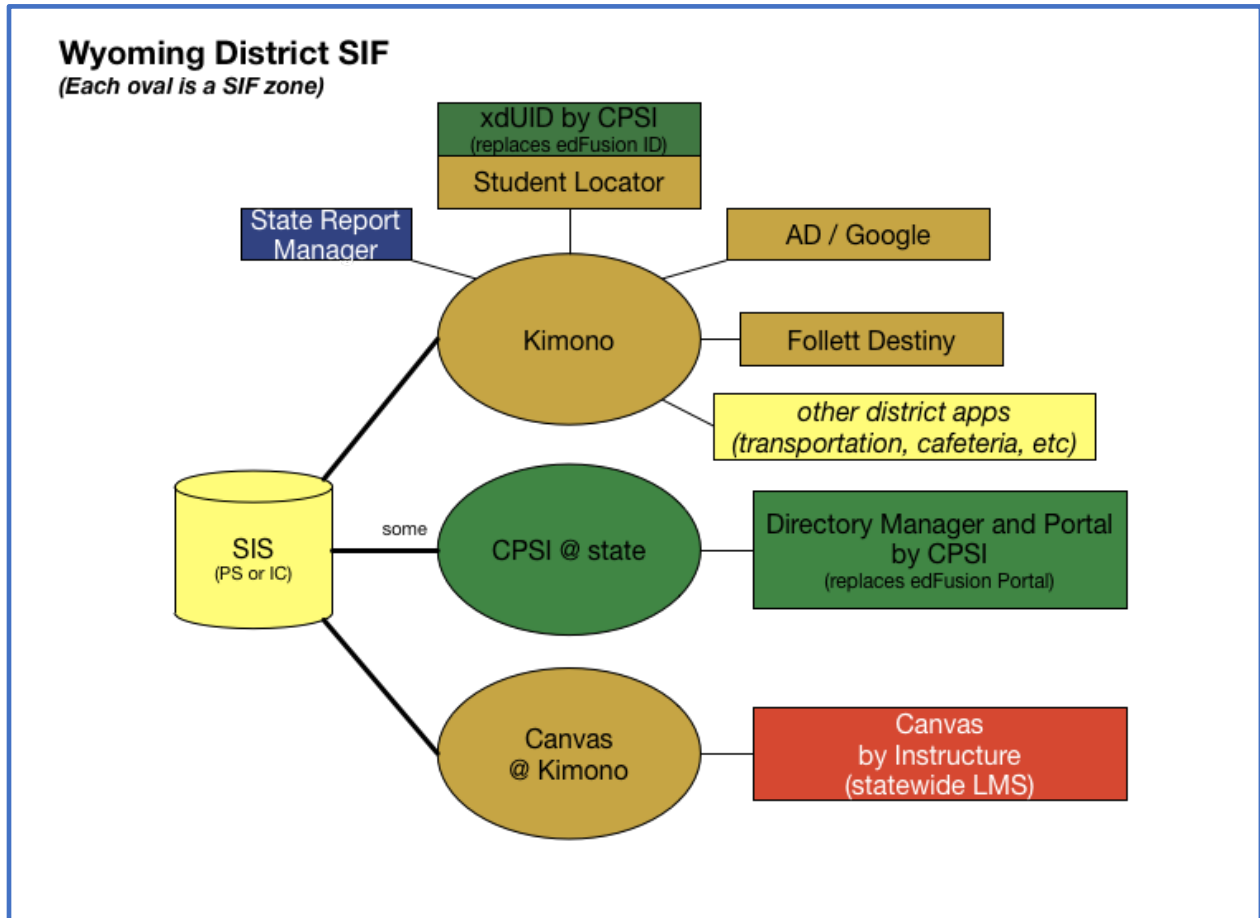 Wyoming District SIF
(Each oval is a SIF zone)
xdUID by CPSI
(replaces edFusion ID)
Student Locator
State Report
Manager
AD / Google
Kimono
Follett Destiny
other district apps
(transportation, cafeteria, etc)
SIS
(PS or IC)
some
CPSI @ state
Directory Manager and Portal
by CPSI
(replaces edFusion Portal)
Canvas
@ Kimono
Canvas
by Instructure
(statewide LMS)